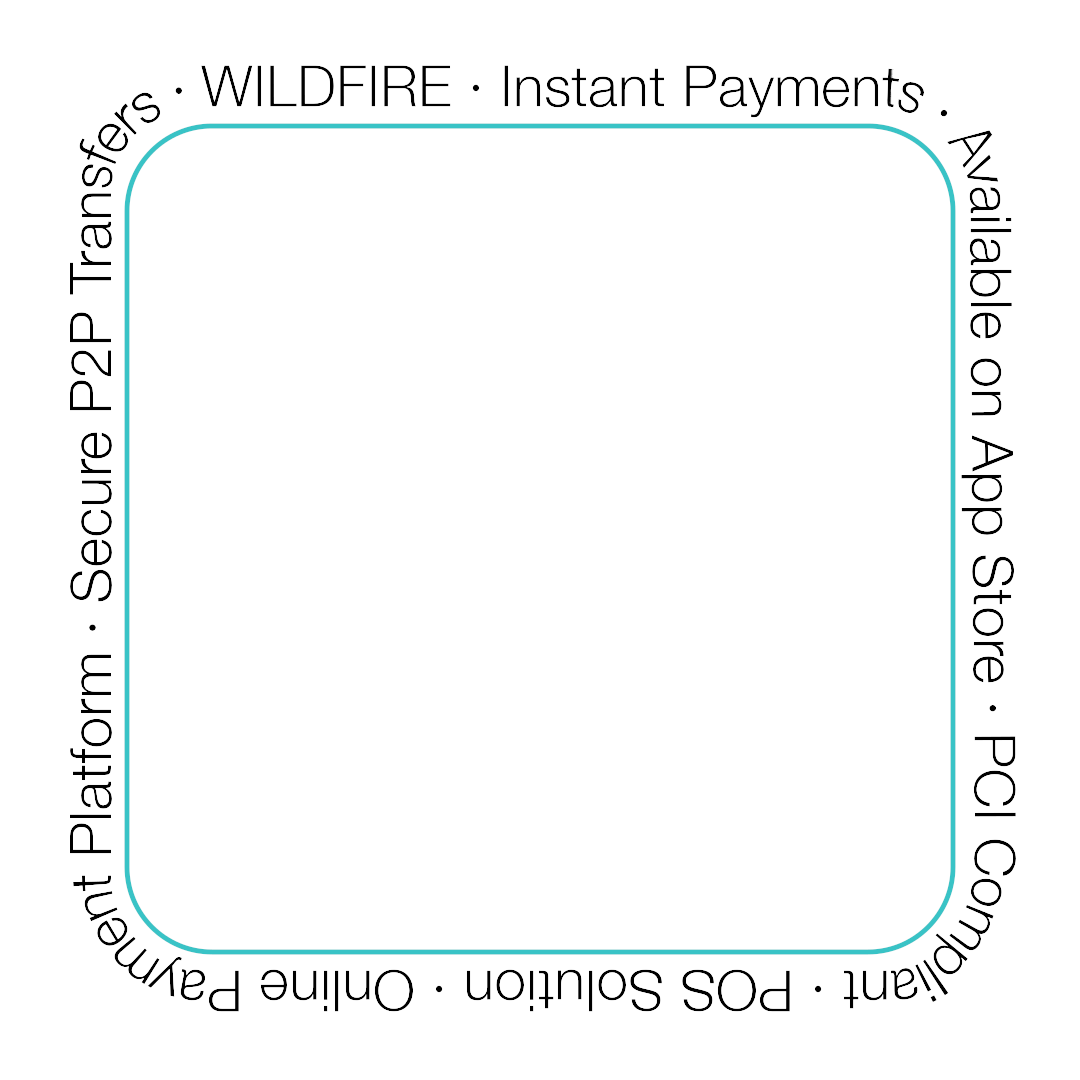 · WILDFIRE · Instant Payments · Available on App Store · PCI Compliant · POS Solution · Online Payment Platform · Secure P2P Transfers